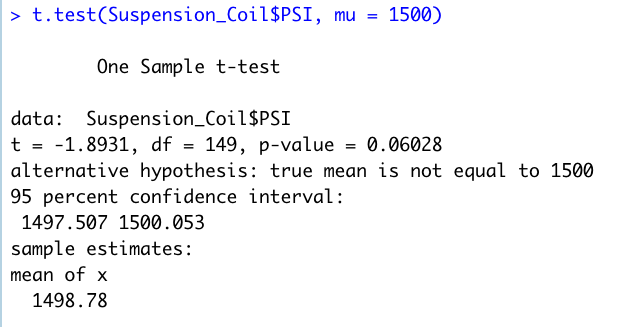 > t.test(Suspension_Coil$PSI, mu = 1500)
One Sample t-test
data:  Suspension_Coil$PSI
t = -1.8931, df = 149, p-value = 0.06028
alternative hypothesis: true mean is not equal to 1500
95 percent confidence interval:
1497.507 1500.053
sample estimates:
mean of x
1498.78